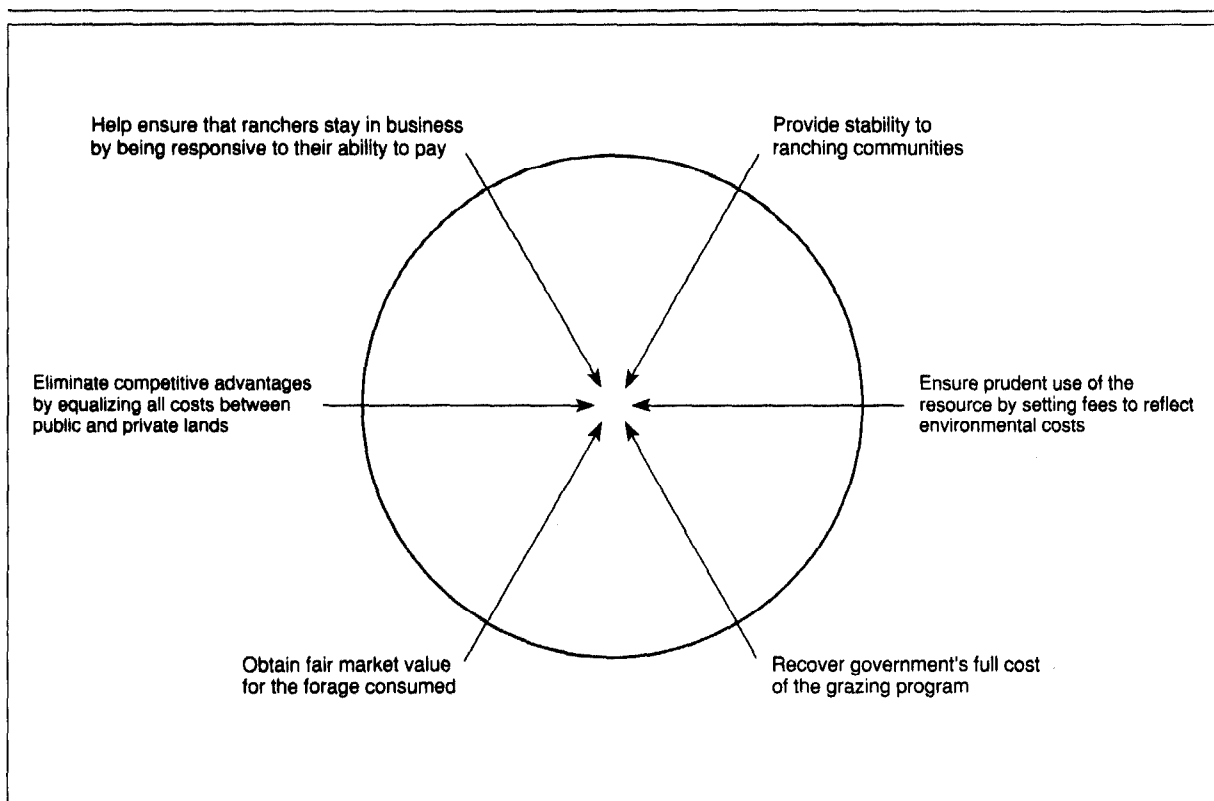 Help ensure that ranchers stay in business
by being responsive to their ability to pay
Provide stability to
ranching communities
Eliminate competitive advantages
by equalizing all costs between
public and private lands
Ensure prudent use of the
resource by setting fees to reflect
environmental costs
Obtain fair market value
for the forage consumed
Recover government's full cost
of the grazing program